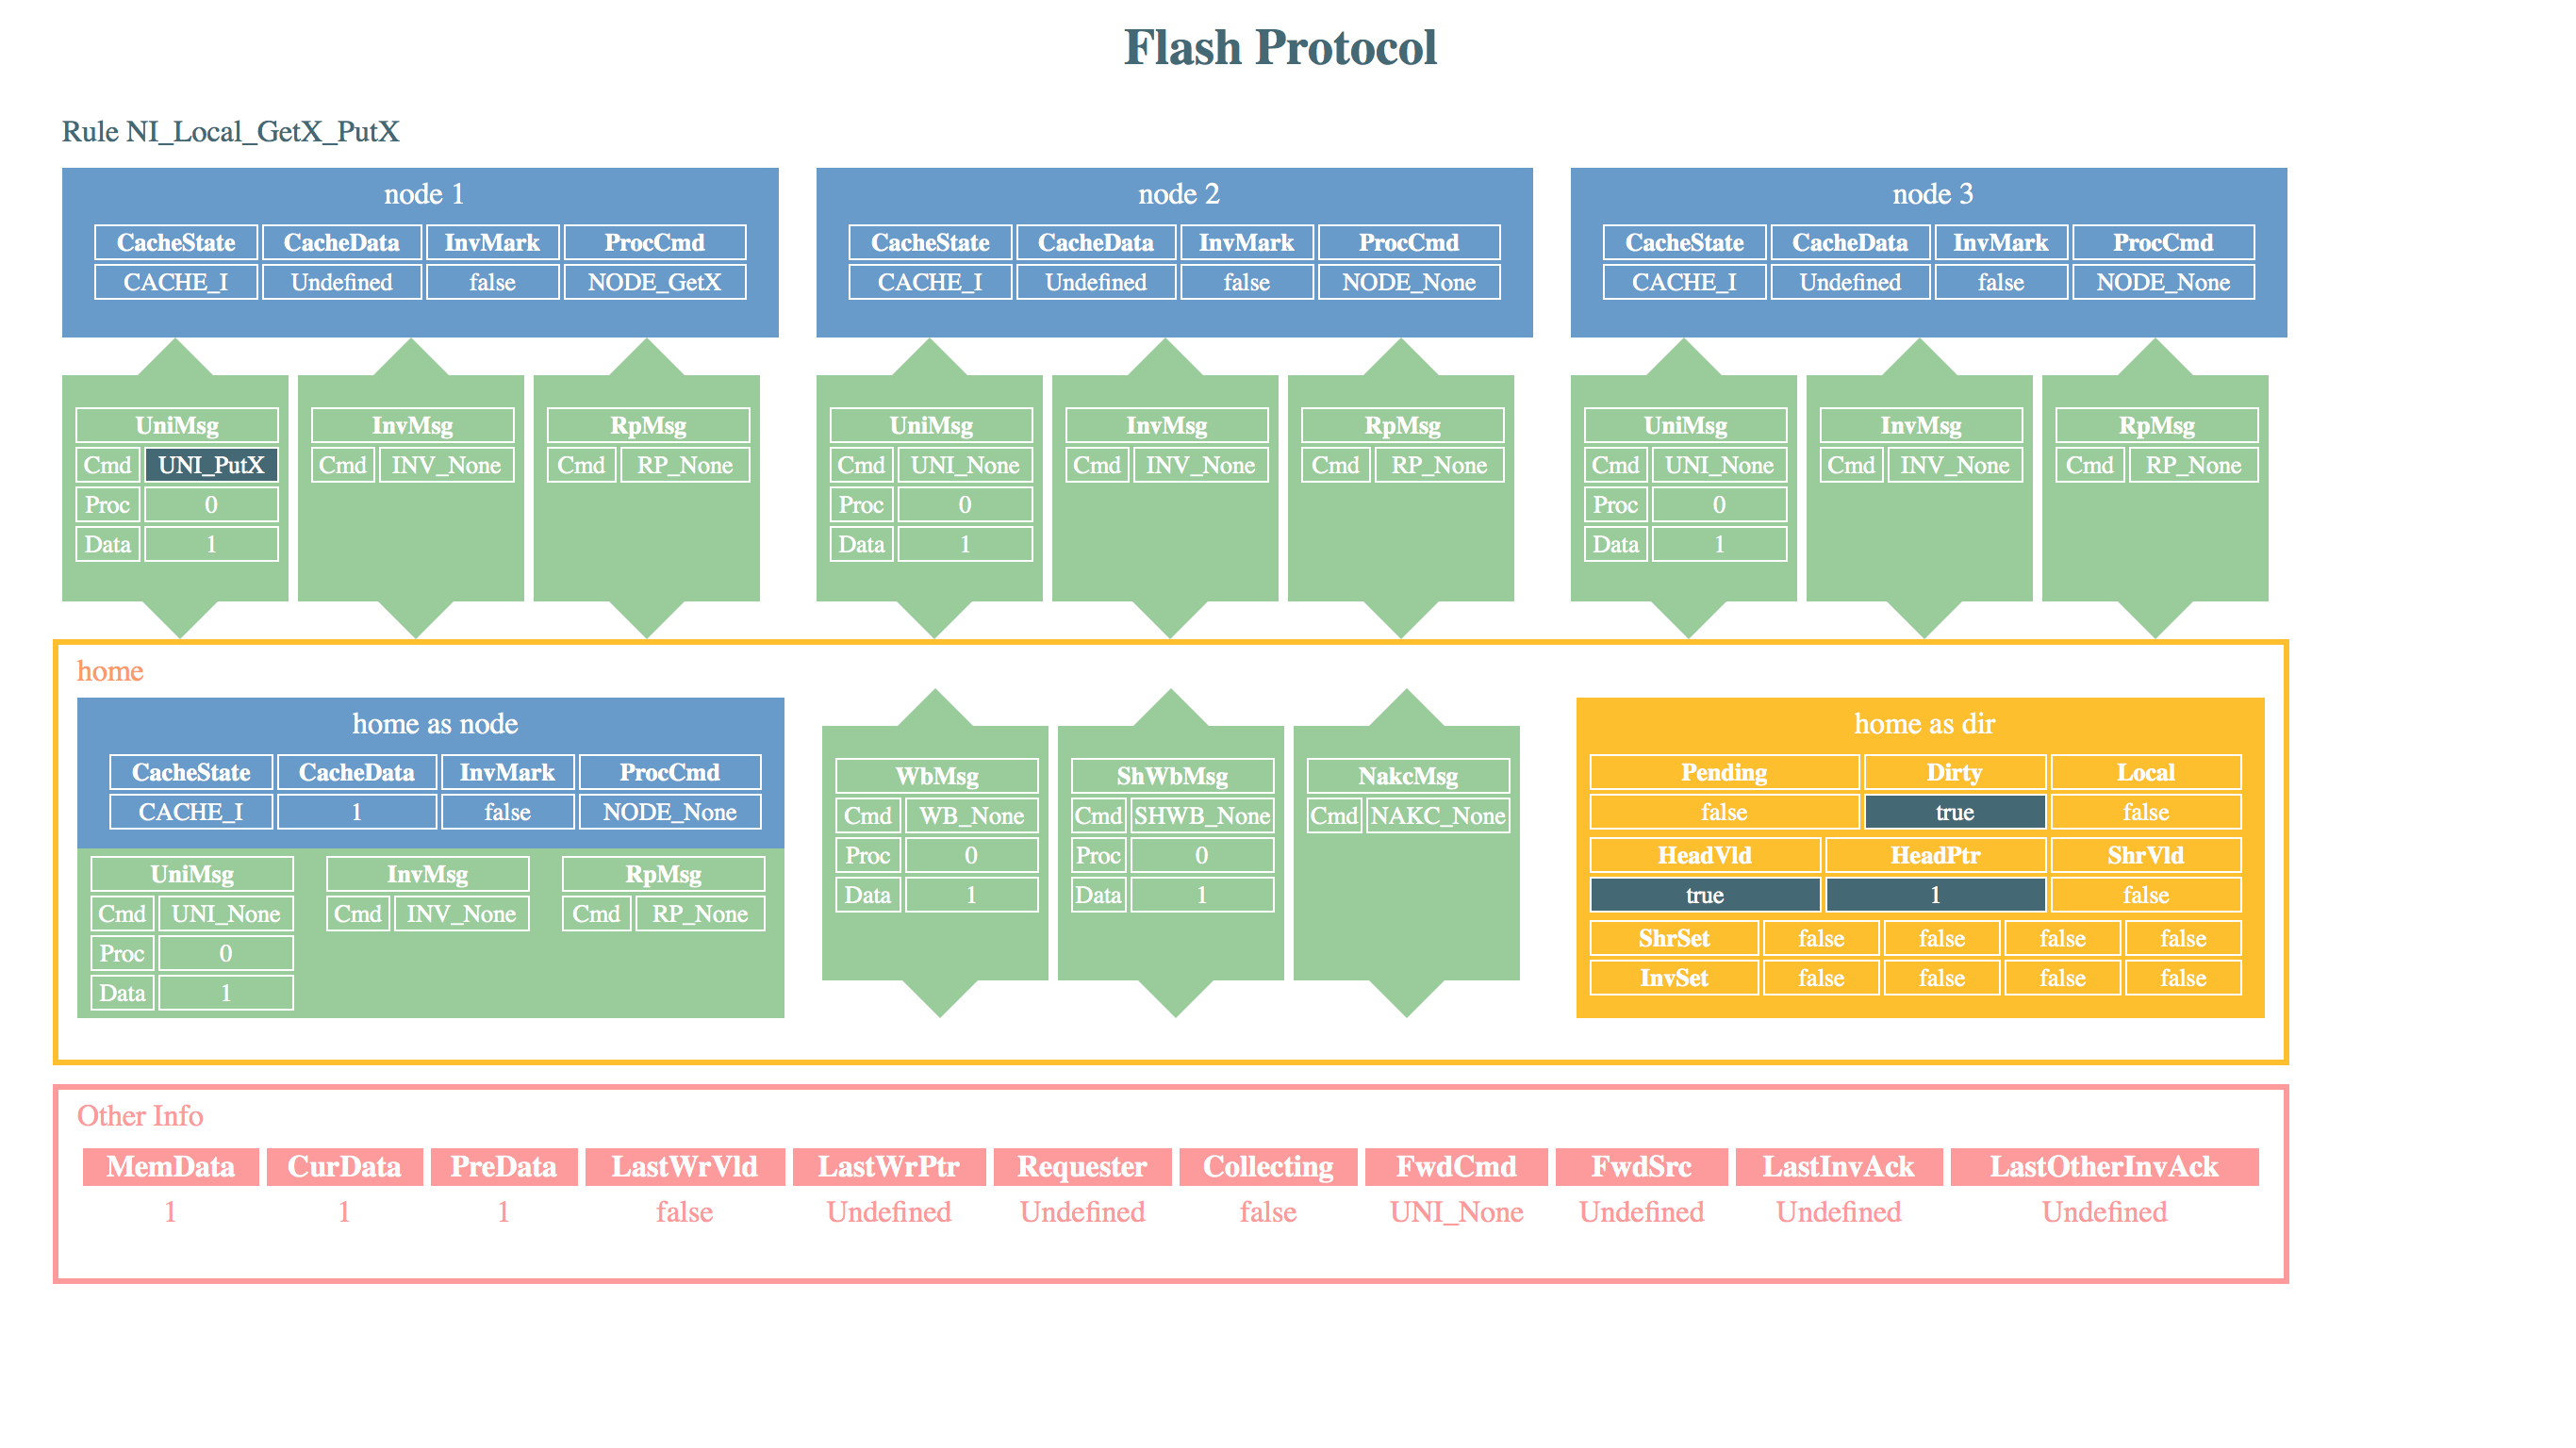 Flash Protocol
Rule NI_Local_GetX_PutX
node 1
CacheState CacheData InvMark ProcCmd
CACHE_I Undefined false NODE_GetX
node 2
CacheState CacheData InvMark ProcCmd
CACHE_I Undefined false NODE_None
node 3
CacheState CacheData InvMark ProcCmd
CACHE_I Undefined false NODE_None
UniMsg
Cmd UNI_PutX
Proc 0
Data 1
InvMsg
Cmd INV_None
RpMsg
Cmd RP_None
UniMsg
Cmd UNI_None
Proc 0
Data 1
InvMsg
Cmd INV_None
RpMsg
Cmd RP_None
UniMsg
Cmd UNI_None
Proc 0
Data 1
InvMsg
Cmd INV_None
RpMsg
Cmd RP_None
home
home as node
CacheState CacheData InvMark ProcCmd
CACHE_I 1 false NODE_None
UniMsg
Cmd UNI_None
Proc 0
Data 1
InvMsg
Cmd INV_None
RpMsg
Cmd RP_None
WbMsg
Cmd WB_None
Proc 0
Data 1
ShWbMsg
Cmd SHWB_None
Proc 0
Data 1
NakcMsg
Cmd NAKC_None
home as dir
Pending Dirty Local
false true false
HeadVld HeadPtr ShrVld
true 1 false
ShrSet false false false false
InvSet false false false false
Other Info
MemData CurData PreData LastWrVld LastWrPtr Requester Collecting FwdCmd FwdSrc LastInvAck LastOtherInvAck
1 1 1 false Undefined Undefined false UNI_None Undefined Undefined Undefined